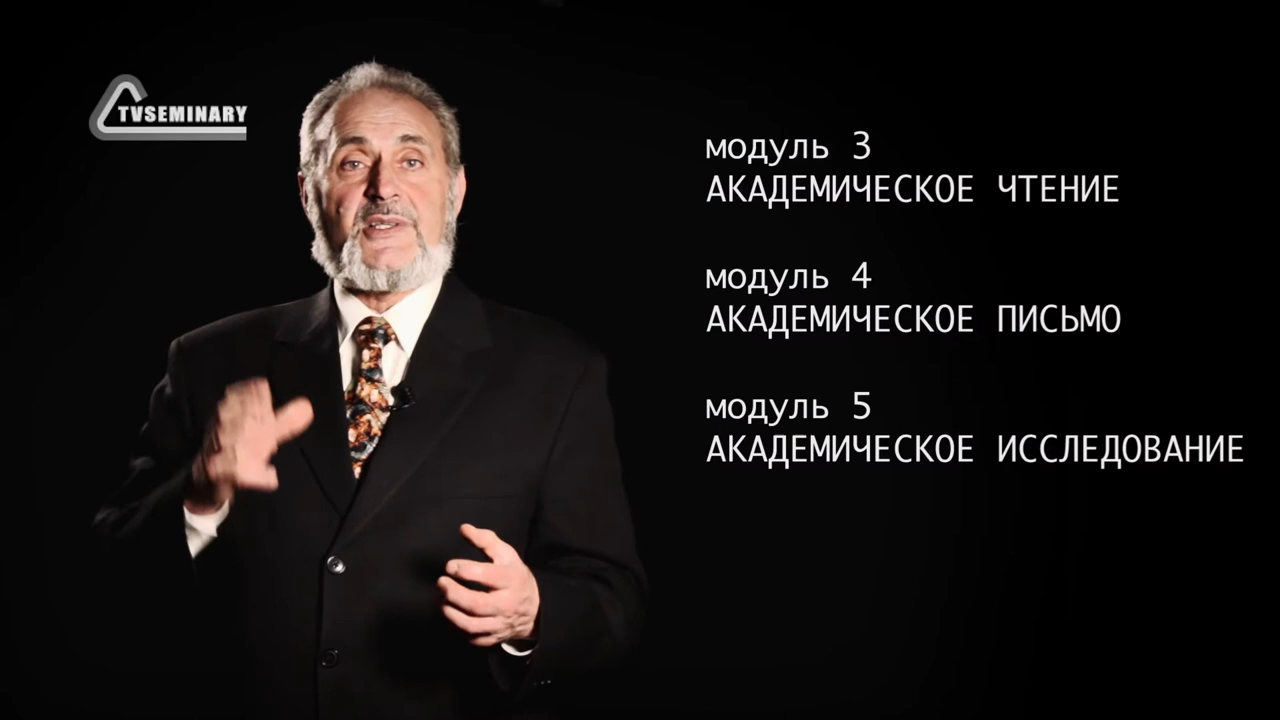 TVSEMINARY
модуль 3
АКАДЕМИЧЕСКОЕ ЧТЕНИЕ
модуль 4
АКАДЕМИЧЕСКОЕ ПИСЬМО
модуль 5
АКАДЕМИЧЕСКОЕ ИССЛЕДОВАНИЕ